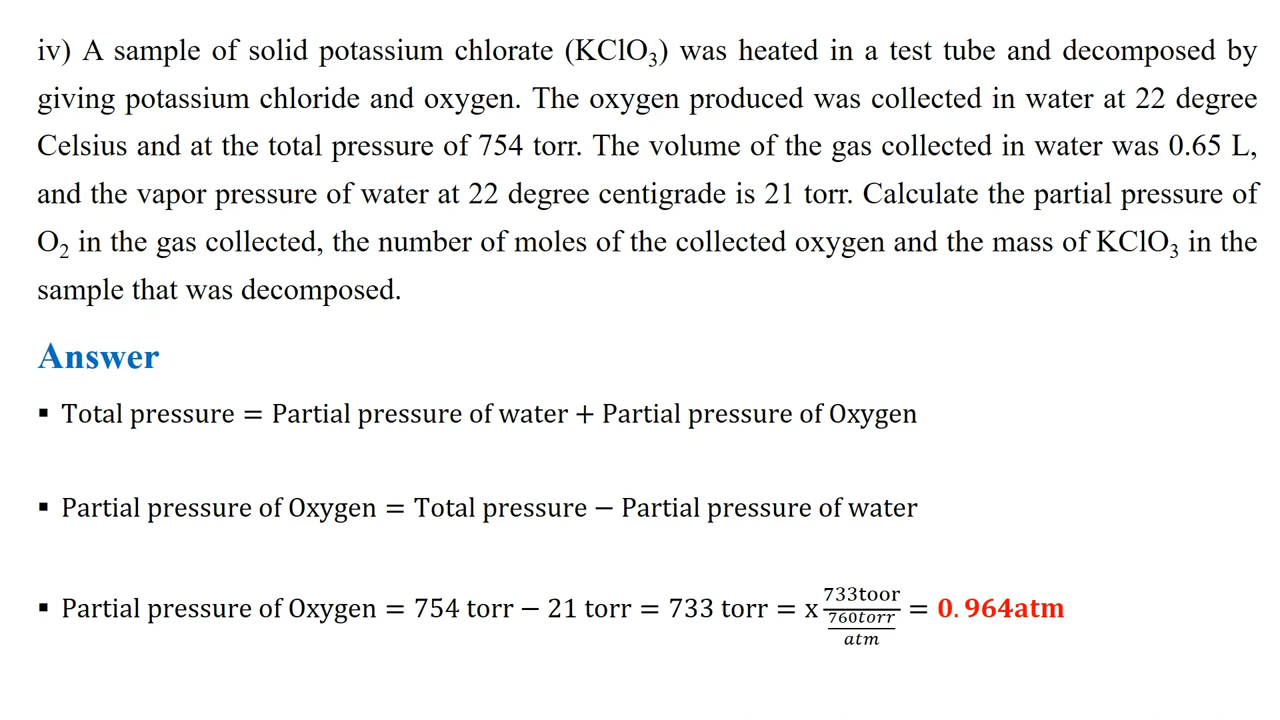 iv) A sample of solid potassium chlorate (KClO₃) was heated in a test tube and decomposed by
giving potassium chloride and oxygen. The oxygen produced was collected in water at 22 degree
Celsius and at the total pressure of 754 torr. The volume of the gas collected in water was 0.65 L,
and the vapor pressure of water at 22 degree centigrade is 21 torr. Calculate the partial pressure of
O₂ in the gas collected, the number of moles of the collected oxygen and the mass of KClO₃ in the
sample that was decomposed.
Answer
▪ Total pressure = Partial pressure of water + Partial pressure of Oxygen
▪ Partial pressure of Oxygen = Total pressure − Partial pressure of water
▪ Partial pressure of Oxygen = 754 torr − 21 torr = 733 torr = x 733toor / (760torr / atm) = 0.964atm